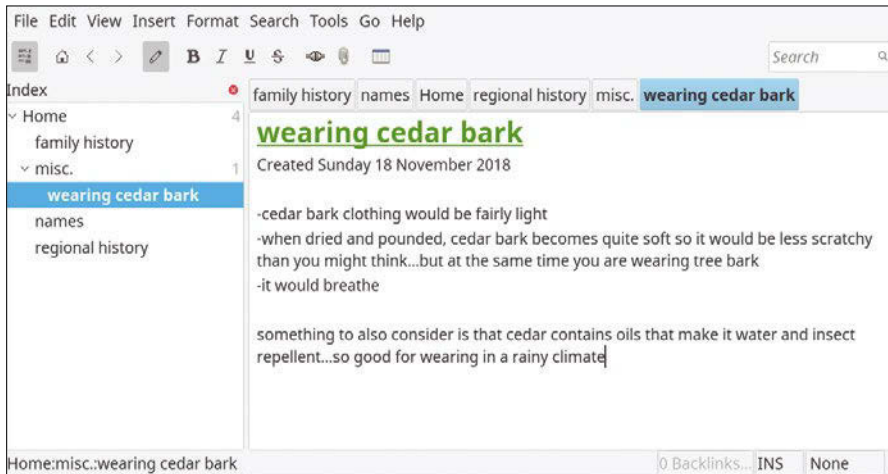 File Edit View Insert Format Search Tools Go Help
B I U S Search
Index
family history names Home regional history misc. wearing cedar bark
Home 4
family history
misc. 1
wearing cedar bark
names
regional history
wearing cedar bark
Created Sunday 18 November 2018
-cedar bark clothing would be fairly light
-when dried and pounded, cedar bark becomes quite soft so it would be less scratchy
than you might think...but at the same time you are wearing tree bark
-it would breathe
something to also consider is that cedar contains oils that make it water and insect
repellent...so good for wearing in a rainy climate
Home:misc.:wearing cedar bark
0 Backlinks... INS None